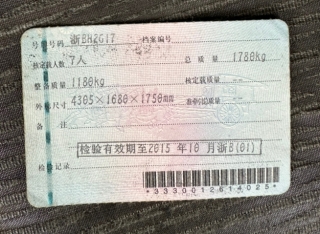 号牌号码 浙BH2G17 档案编号
核定载人数 7人 总质量 1780kg
整备质量 1180kg 核定载质量 --
外廓尺寸 4305×1680×1750mm 准牵引总质量 --
备注
检验有效期至2015年10月浙B(01)
检验记录
*3330012614025*